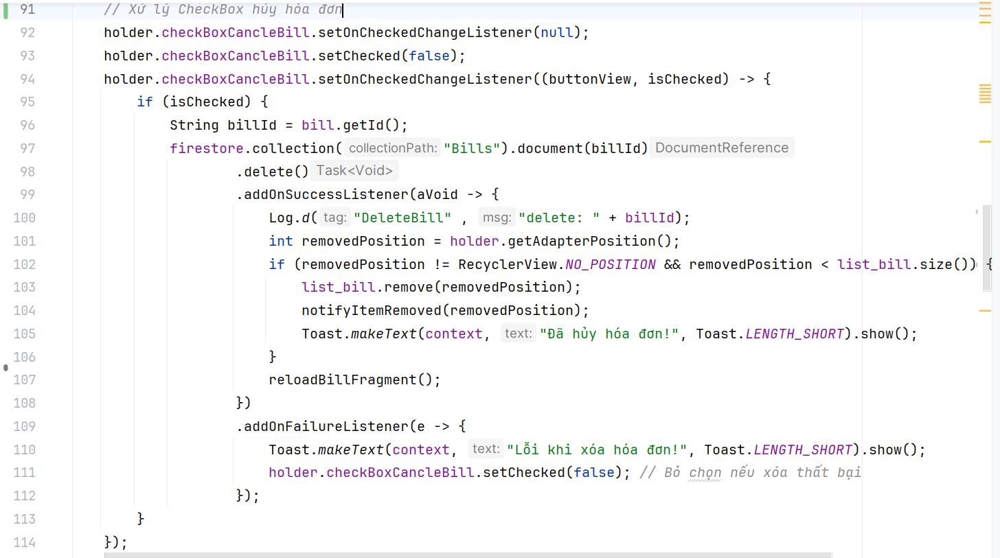 91 // Xử lý CheckBox hủy hóa đơn
92 holder.checkBoxCancleBill.setOnCheckedChangeListener(null);
93 holder.checkBoxCancleBill.setChecked(false);
94 holder.checkBoxCancleBill.setOnCheckedChangeListener((buttonView, isChecked) -> {
95 if (isChecked) {
96 String billId = bill.getId();
97 firestore.collection( collectionPath: "Bills").document(billId) DocumentReference
98 .delete() Task<Void>
99 .addOnSuccessListener(aVoid -> {
100 Log.d( tag: "DeleteBill" , msg: "delete: " + billId);
101 int removedPosition = holder.getAdapterPosition();
102 if (removedPosition != RecyclerView.NO_POSITION && removedPosition < list_bill.size()) {
103 list_bill.remove(removedPosition);
104 notifyItemRemoved(removedPosition);
105 Toast.makeText(context, text: "Đã hủy hóa đơn!", Toast.LENGTH_SHORT).show();
106 }
107 reloadBillFragment();
108 })
109 .addOnFailureListener(e -> {
110 Toast.makeText(context, text: "Lỗi khi xóa hóa đơn!", Toast.LENGTH_SHORT).show();
111 holder.checkBoxCancleBill.setChecked(false); // Bỏ chọn nếu xóa thất bại
112 });
113 }
114 });